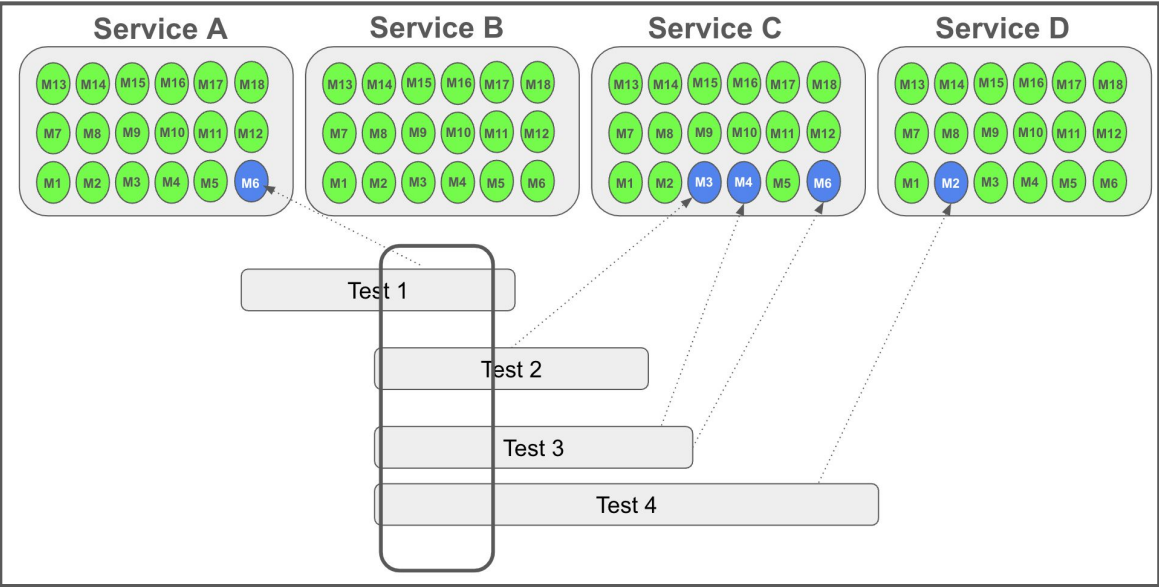 Service A Service B Service C Service D
M13 M14 M15 M16 M17 M18 M13 M14 M15 M16 M17 M18 M13 M14 M15 M16 M17 M18 M13 M14 M15 M16 M17 M18
M7 M8 M9 M10 M11 M12 M7 M8 M9 M10 M11 M12 M7 M8 M9 M10 M11 M12 M7 M8 M9 M10 M11 M12
M1 M2 M3 M4 M5 M6 M1 M2 M3 M4 M5 M6 M1 M2 M3 M4 M5 M6 M1 M2 M3 M4 M5 M6
Test 1
Test 2
Test 3
Test 4